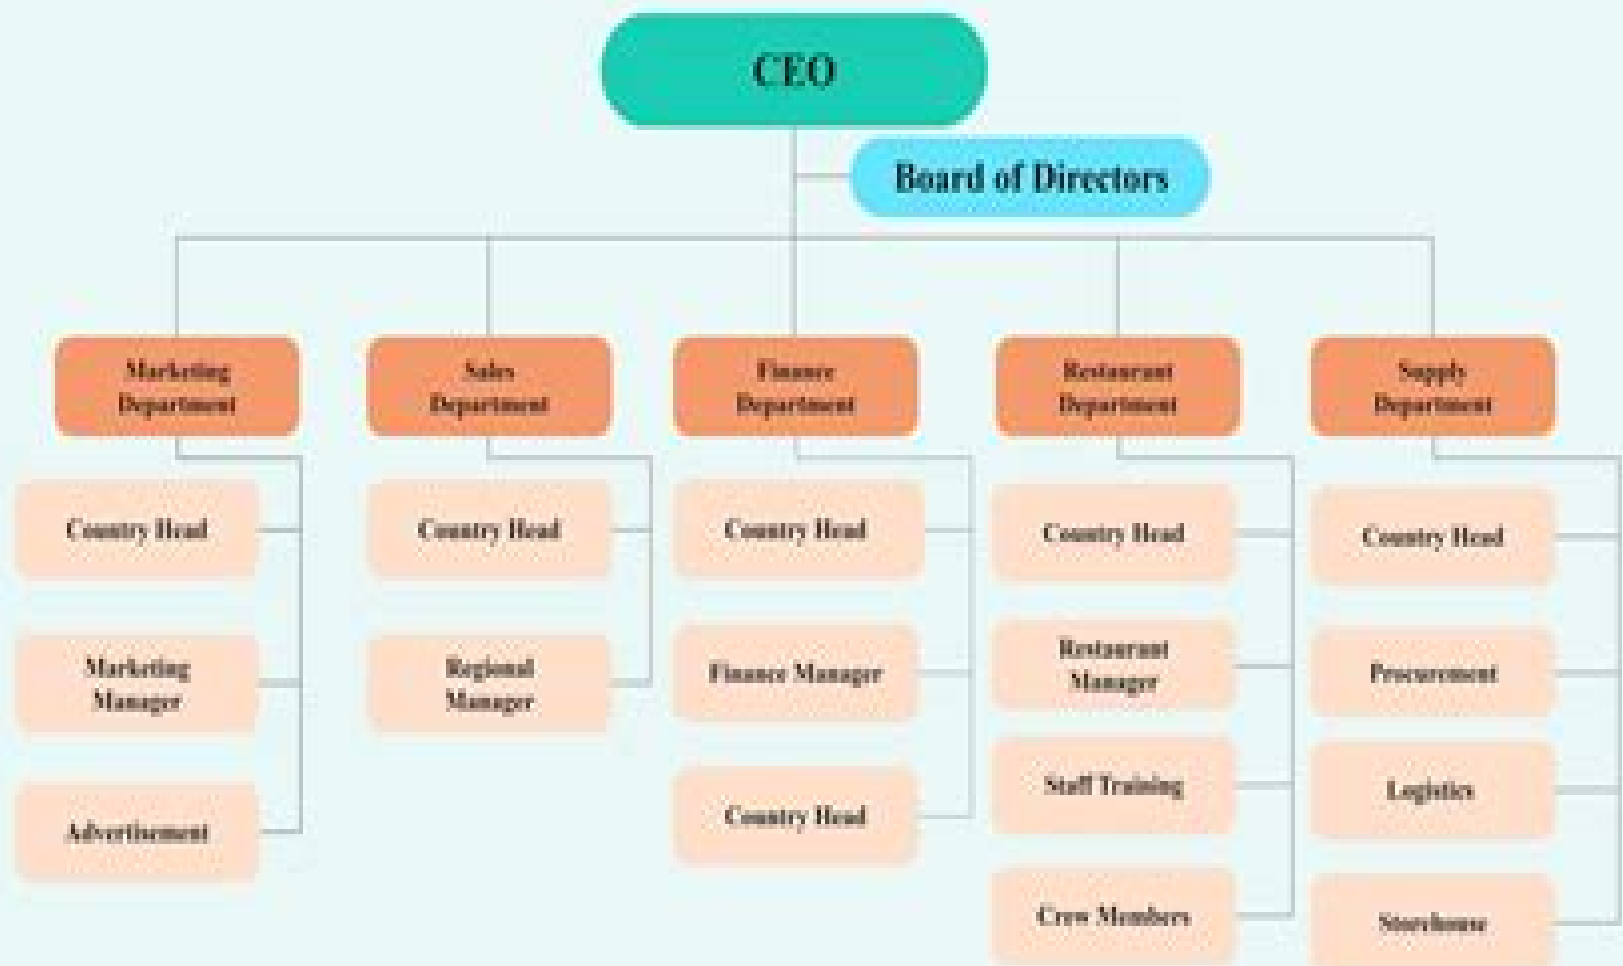 CEO
Board of Directors
Marketing
Department
Sales
Department
Finance
Department
Restaurant
Department
Supply
Department
Country Head
Marketing
Manager
Advertisement
Country Head
Regional
Manager
Country Head
Finance Manager
Country Head
Country Head
Restaurant
Manager
Staff Training
Crew Members
Country Head
Procurement
Logistics
Storehouse